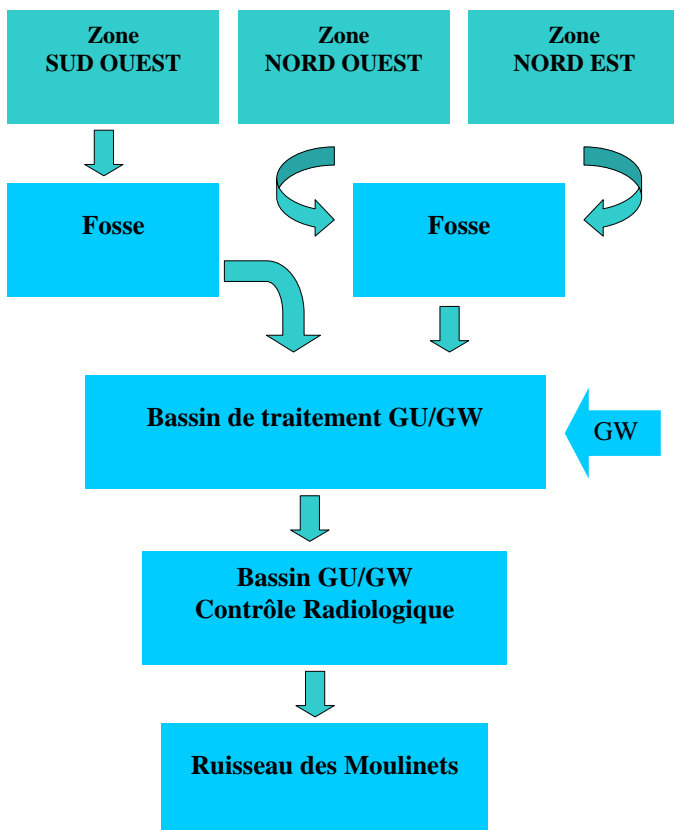 Zone
SUD OUEST
Zone
NORD OUEST
Zone
NORD EST
Fosse
Fosse
Bassin de traitement GU/GW
GW
Bassin GU/GW
Contrôle Radiologique
Ruisseau des Moulinets